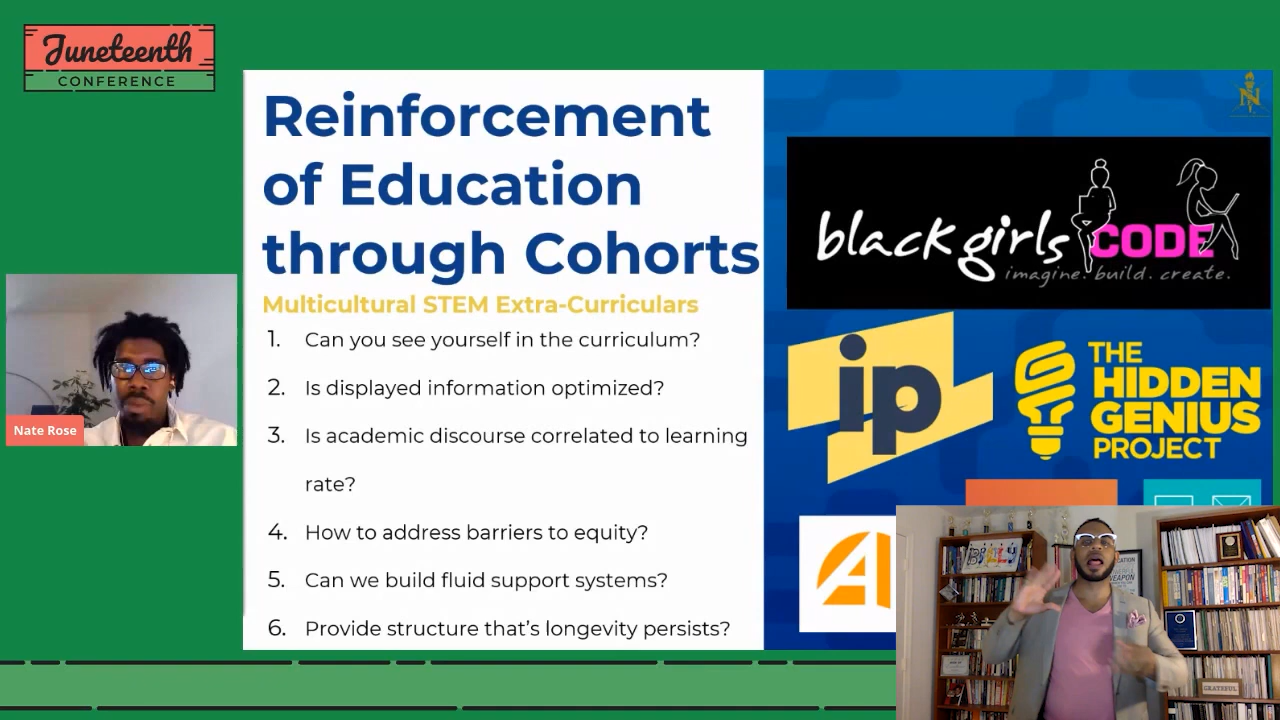 Juneteenth
CONFERENCE
Reinforcement
of Education
through Cohorts
Multicultural STEM Extra-Curriculars
1. Can you see yourself in the curriculum?
2. Is displayed information optimized?
3. Is academic discourse correlated to learning
rate?
4. How to address barriers to equity?
5. Can we build fluid support systems?
6. Provide structure that's longevity persists?
N
black girls CODE
imagine. build. create.
ip
THE
HIDDEN
GENIUS
PROJECT
Nate Rose
WEAPON
GRATEFUL